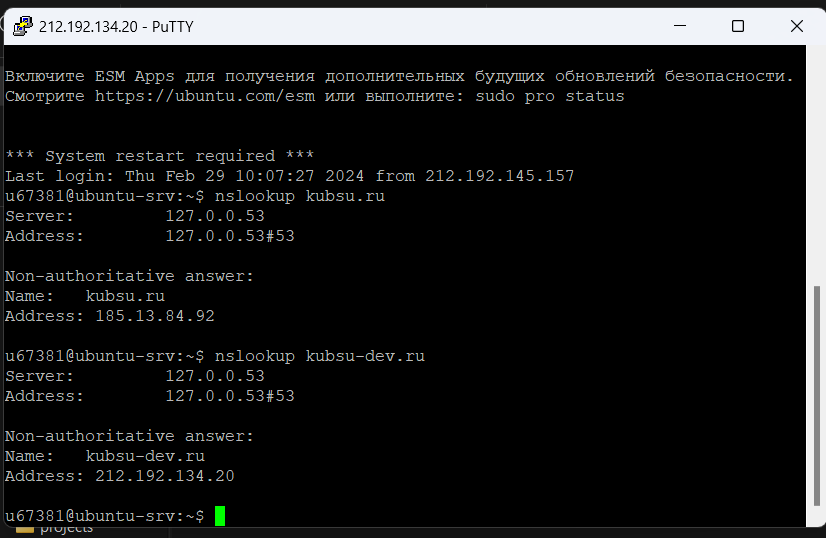 212.192.134.20 - PuTTY
Включите ESM Apps для получения дополнительных будущих обновлений безопасности.
Смотрите https://ubuntu.com/esm или выполните: sudo pro status
*** System restart required ***
Last login: Thu Feb 29 10:07:27 2024 from 212.192.145.157
u67381@ubuntu-srv:~$ nslookup kubsu.ru
Server:         127.0.0.53
Address:        127.0.0.53#53
Non-authoritative answer:
Name:   kubsu.ru
Address: 185.13.84.92
u67381@ubuntu-srv:~$ nslookup kubsu-dev.ru
Server:         127.0.0.53
Address:        127.0.0.53#53
Non-authoritative answer:
Name:   kubsu-dev.ru
Address: 212.192.134.20
u67381@ubuntu-srv:~$
projects